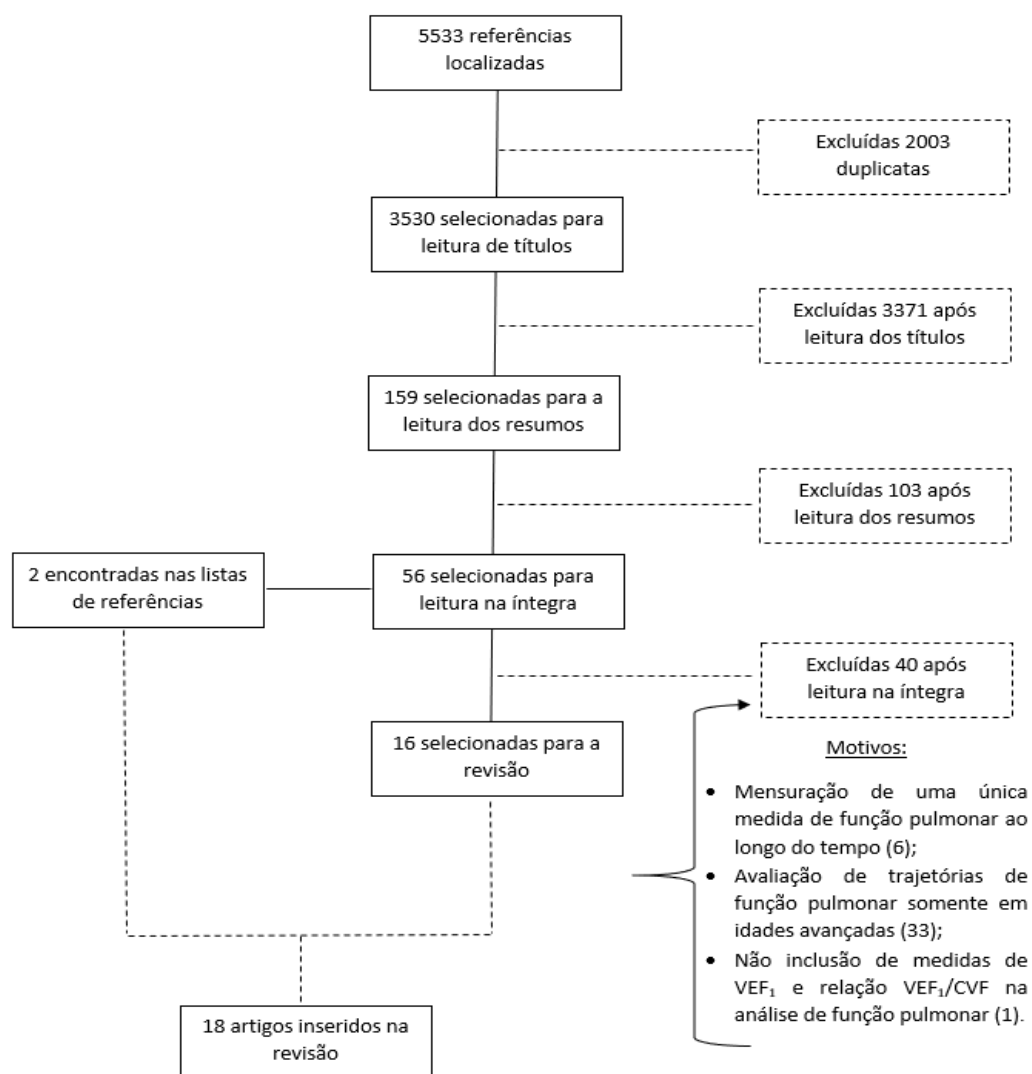 5533 referências
localizadas
Excluídas 2003
duplicatas
3530 selecionadas para
leitura de títulos
Excluídas 3371 após
leitura dos títulos
159 selecionadas para a
leitura dos resumos
Excluídas 103 após
leitura dos resumos
2 encontradas nas listas
de referências
56 selecionadas para
leitura na íntegra
Excluídas 40 após
leitura na íntegra
16 selecionadas para a
revisão
Motivos:
• Mensuração de uma única
medida de função pulmonar ao
longo do tempo (6);
• Avaliação de trajetórias de
função pulmonar somente em
idades avançadas (33);
• Não inclusão de medidas de
VEF₁ e relação VEF₁/CVF na
análise de função pulmonar (1).
18 artigos inseridos na
revisão